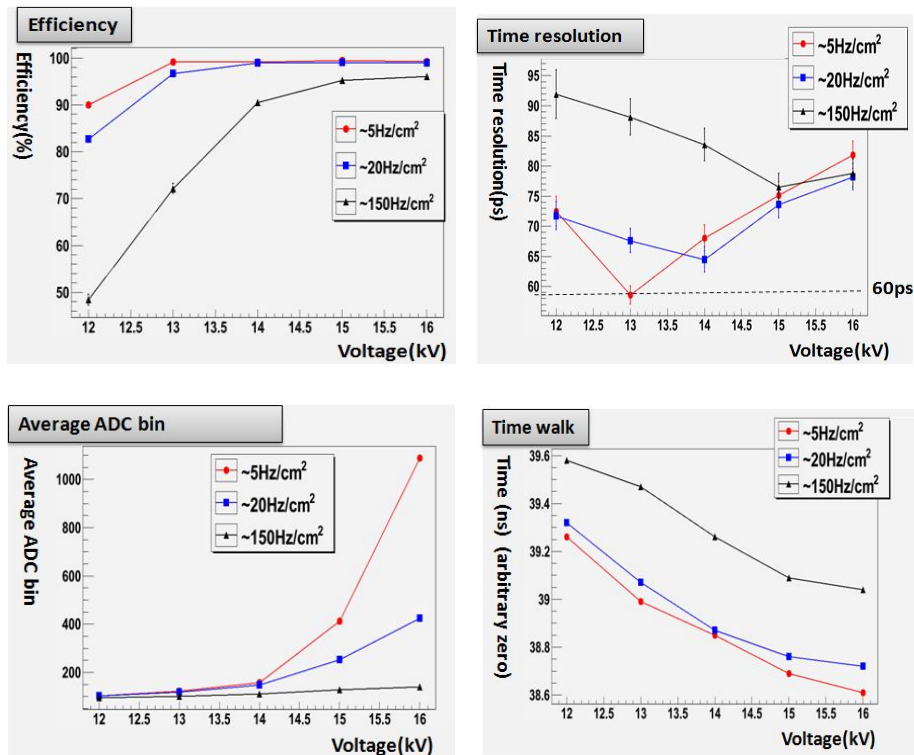 Efficiency
Efficiency(%)
100
90
80
70
60
50
~5Hz/cm²
~20Hz/cm²
~150Hz/cm²
12 12.5 13 13.5 14 14.5 15 15.5 16
Voltage(kV)
Time resolution
Time resolution(ps)
95
90
85
80
75
70
65
60
~5Hz/cm²
~20Hz/cm²
~150Hz/cm²
60ps
12 12.5 13 13.5 14 14.5 15 15.5 16
Voltage(kV)
Average ADC bin
Average ADC bin
1000
800
600
400
200
~5Hz/cm²
~20Hz/cm²
~150Hz/cm²
12 12.5 13 13.5 14 14.5 15 15.5 16
Voltage(kV)
Time walk
Time (ns) (arbitrary zero)
39.6
39.4
39.2
39
38.8
38.6
~5Hz/cm²
~20Hz/cm²
~150Hz/cm²
12 12.5 13 13.5 14 14.5 15 15.5 16
Voltage(kV)